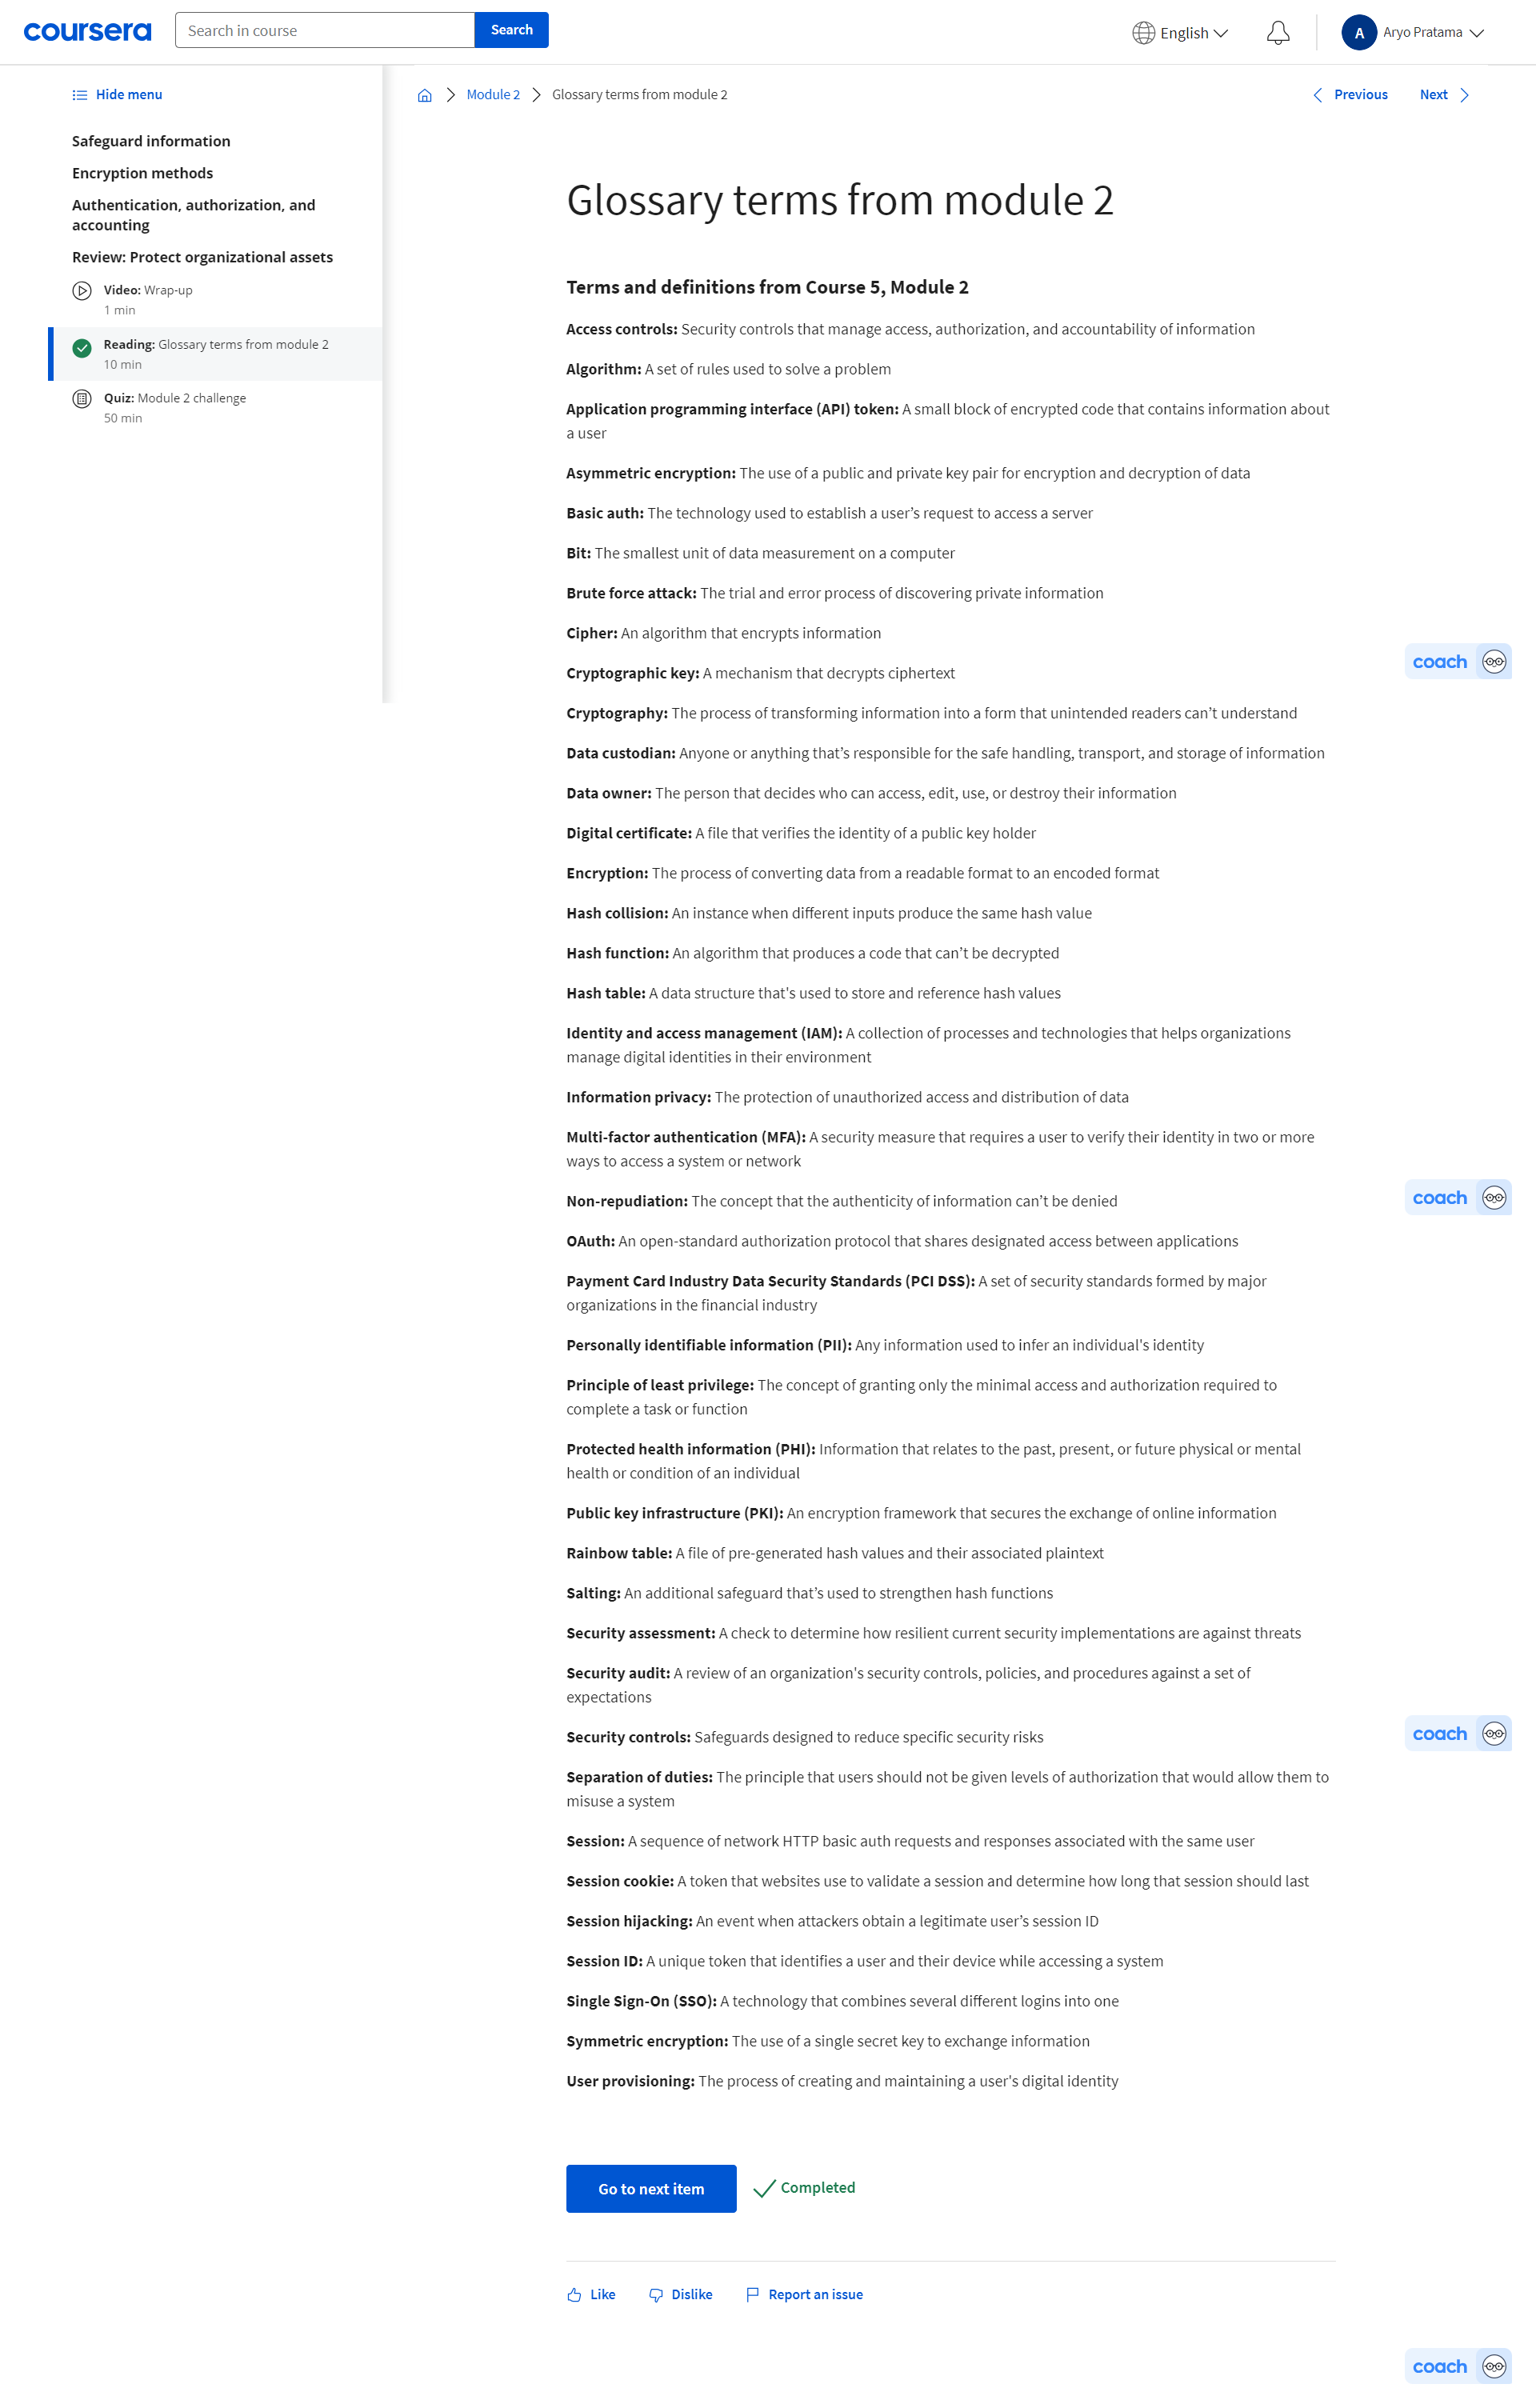 coursera
Search in course
Search
English
A
Aryo Pratama
Hide menu
Safeguard information
Encryption methods
Authentication, authorization, and
accounting
Review: Protect organizational assets
Video: Wrap-up
1 min
Reading: Glossary terms from module 2
10 min
Quiz: Module 2 challenge
50 min
Module 2
Glossary terms from module 2
Previous
Next
Glossary terms from module 2
Terms and definitions from Course 5, Module 2
Access controls: Security controls that manage access, authorization, and accountability of information
Algorithm: A set of rules used to solve a problem
Application programming interface (API) token: A small block of encrypted code that contains information about
a user
Asymmetric encryption: The use of a public and private key pair for encryption and decryption of data
Basic auth: The technology used to establish a user’s request to access a server
Bit: The smallest unit of data measurement on a computer
Brute force attack: The trial and error process of discovering private information
Cipher: An algorithm that encrypts information
coach
Cryptographic key: A mechanism that decrypts ciphertext
Cryptography: The process of transforming information into a form that unintended readers can’t understand
Data custodian: Anyone or anything that’s responsible for the safe handling, transport, and storage of information
Data owner: The person that decides who can access, edit, use, or destroy their information
Digital certificate: A file that verifies the identity of a public key holder
Encryption: The process of converting data from a readable format to an encoded format
Hash collision: An instance when different inputs produce the same hash value
Hash function: An algorithm that produces a code that can’t be decrypted
Hash table: A data structure that's used to store and reference hash values
Identity and access management (IAM): A collection of processes and technologies that helps organizations
manage digital identities in their environment
Information privacy: The protection of unauthorized access and distribution of data
Multi-factor authentication (MFA): A security measure that requires a user to verify their identity in two or more
ways to access a system or network
Non-repudiation: The concept that the authenticity of information can’t be denied
coach
OAuth: An open-standard authorization protocol that shares designated access between applications
Payment Card Industry Data Security Standards (PCI DSS): A set of security standards formed by major
organizations in the financial industry
Personally identifiable information (PII): Any information used to infer an individual's identity
Principle of least privilege: The concept of granting only the minimal access and authorization required to
complete a task or function
Protected health information (PHI): Information that relates to the past, present, or future physical or mental
health or condition of an individual
Public key infrastructure (PKI): An encryption framework that secures the exchange of online information
Rainbow table: A file of pre-generated hash values and their associated plaintext
Salting: An additional safeguard that’s used to strengthen hash functions
Security assessment: A check to determine how resilient current security implementations are against threats
Security audit: A review of an organization's security controls, policies, and procedures against a set of
expectations
Security controls: Safeguards designed to reduce specific security risks
coach
Separation of duties: The principle that users should not be given levels of authorization that would allow them to
misuse a system
Session: A sequence of network HTTP basic auth requests and responses associated with the same user
Session cookie: A token that websites use to validate a session and determine how long that session should last
Session hijacking: An event when attackers obtain a legitimate user’s session ID
Session ID: A unique token that identifies a user and their device while accessing a system
Single Sign-On (SSO): A technology that combines several different logins into one
Symmetric encryption: The use of a single secret key to exchange information
User provisioning: The process of creating and maintaining a user's digital identity
Go to next item
Completed
Like
Dislike
Report an issue
coach